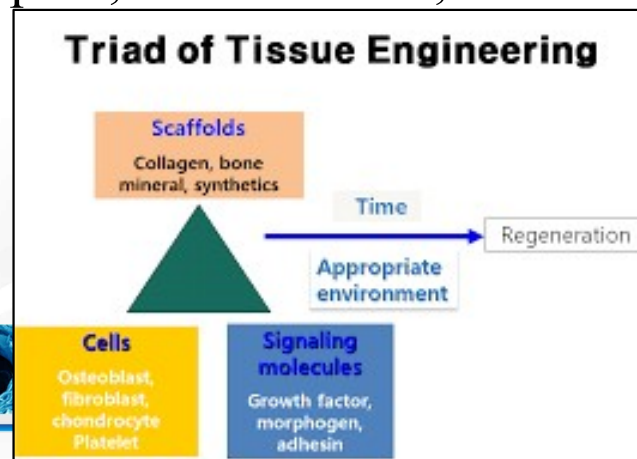 Triad of Tissue Engineering
Scaffolds
Collagen, bone
mineral, synthetics
Time
Regeneration
Appropriate
environment
Cells
Osteoblast,
fibroblast,
chondrocyte
Platelet
Signaling
molecules
Growth factor,
morphogen,
adhesin